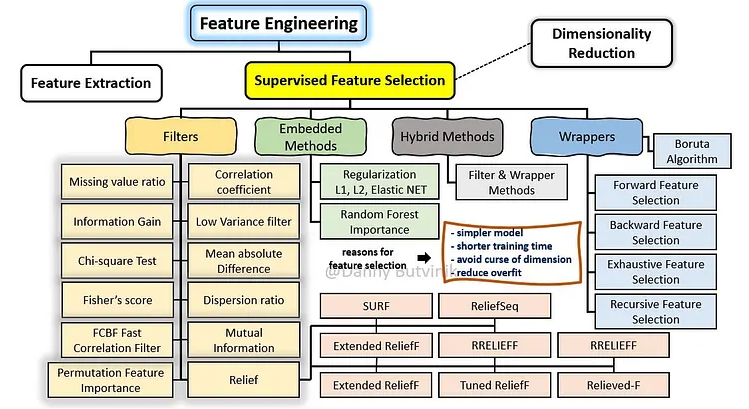 Feature Engineering
Dimensionality
Reduction
Feature Extraction
Supervised Feature Selection
Filters
Embedded
Methods
Hybrid Methods
Wrappers
Boruta
Algorithm
Missing value ratio
Correlation
coefficient
Information Gain
Low Variance filter
Chi-square Test
Mean absolute
Difference
Fisher's score
Dispersion ratio
FCBF Fast
Correlation Filter
Mutual
Information
Permutation Feature
Importance
Relief
Regularization
L1, L2, Elastic NET
Random Forest
Importance
Filter & Wrapper
Methods
Forward Feature
Selection
Backward Feature
Selection
Exhaustive Feature
Selection
Recursive Feature
Selection
reasons for
feature selection
- simpler model
- shorter training time
- avoid curse of dimension
- reduce overfit
@Danny Butvinik
SURF
ReliefSeq
Extended ReliefF
RRELIEFF
RRELIEFF
Extended ReliefF
Tuned ReliefF
Relieved-F